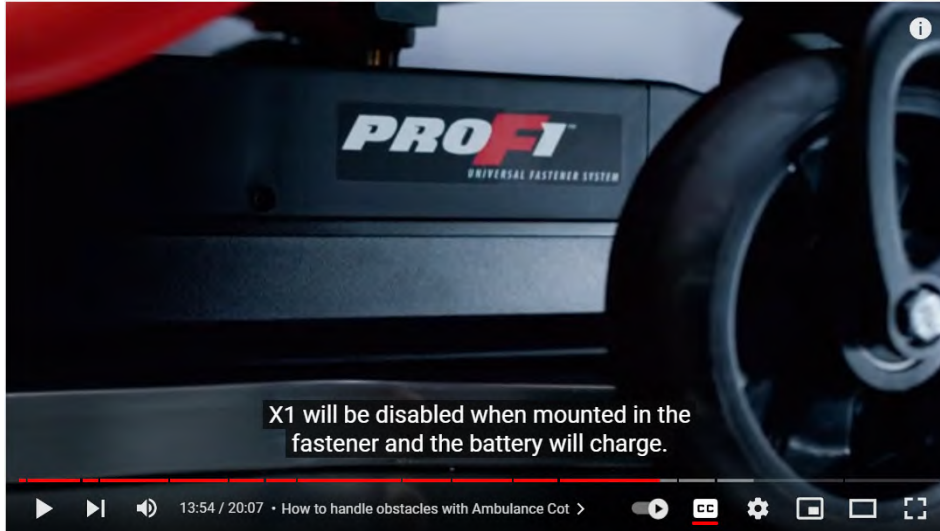 PROF1™
UNIVERSAL FASTENER SYSTEM
X1 will be disabled when mounted in the
fastener and the battery will charge.
13:54 / 20:07 • How to handle obstacles with Ambulance Cot >
CC